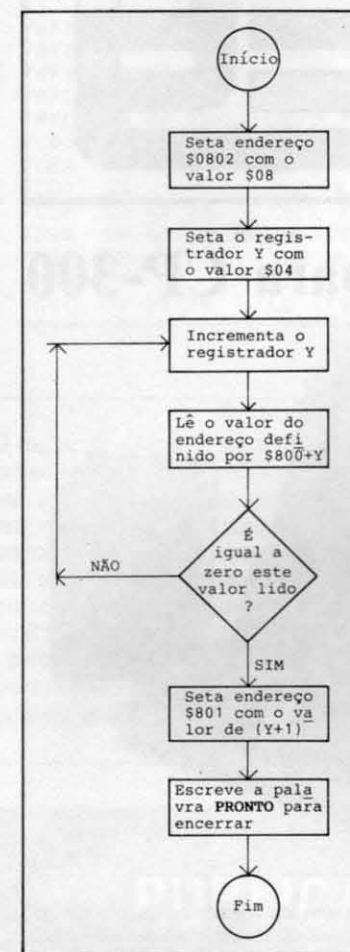 Início
Seta endereço
$0802 com o
valor $08
Seta o regis-
trador Y com
o valor $04
Incrementa o
registrador Y
Lê o valor do
endereço defi
nido por $800+Y
É
igual a
zero este
valor lido
?
NÃO
SIM
Seta endereço
$801 com o va
lor de (Y+1)
Escreve a pala
vra PRONTO para
encerrar
Fim